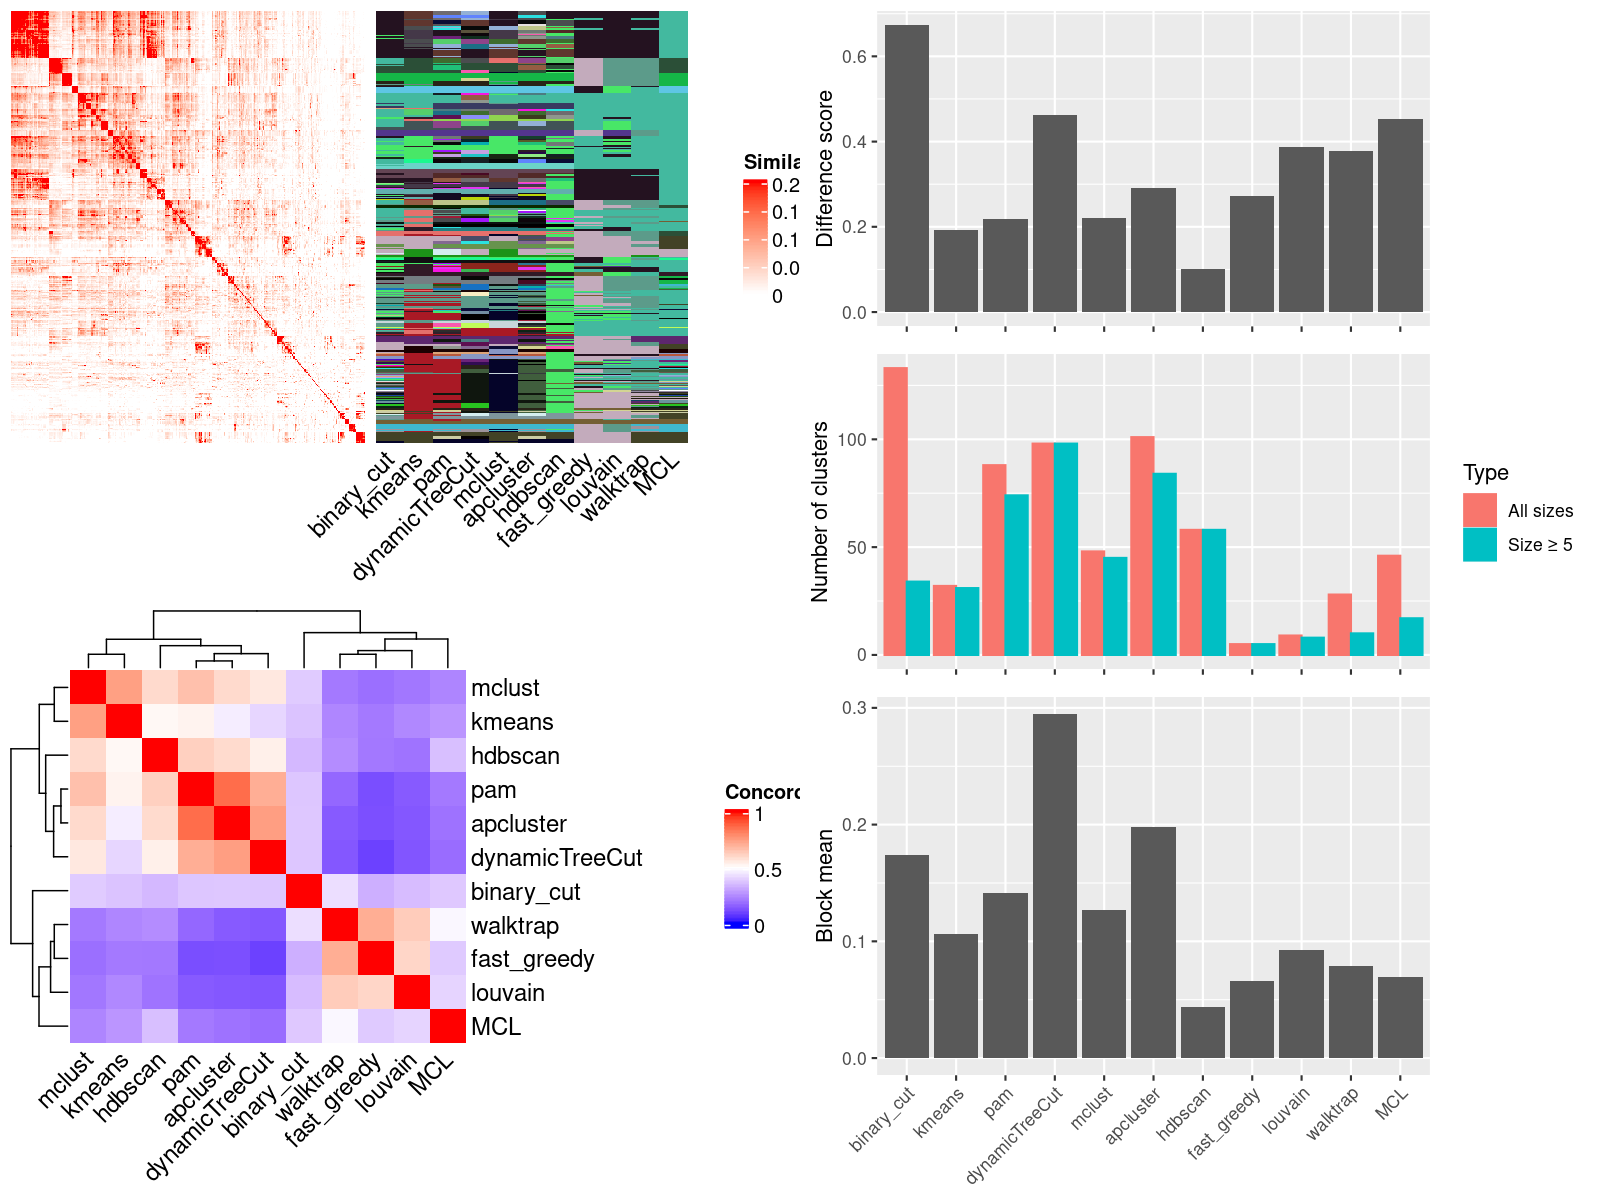 Simila
0.2
0.1
0.1
0.0
0
binary_cut
kmeans
pam
dynamicTreeCut
mclust
apcluster
hdbscan
fast_greedy
louvain
walktrap
MCL
mclust
kmeans
hdbscan
pam
apcluster
dynamicTreeCut
binary_cut
walktrap
fast_greedy
louvain
MCL
mclust
kmeans
hdbscan
pam
apcluster
dynamicTreeCut
binary_cut
walktrap
fast_greedy
louvain
MCL
Concord
1
0.5
0
Difference score
0.6
0.4
0.2
0.0
Number of clusters
100
50
0
Type
All sizes
Size ≥ 5
Block mean
0.3
0.2
0.1
0.0
binary_cut
kmeans
pam
dynamicTreeCut
mclust
apcluster
hdbscan
fast_greedy
louvain
walktrap
MCL